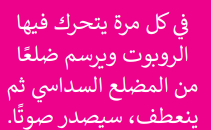 في كل مرة يتحرك فيها
الروبوت ويرسم ضلعًا
من المضلع السداسي ثم
ينعطف، سيصدر صوتًا.